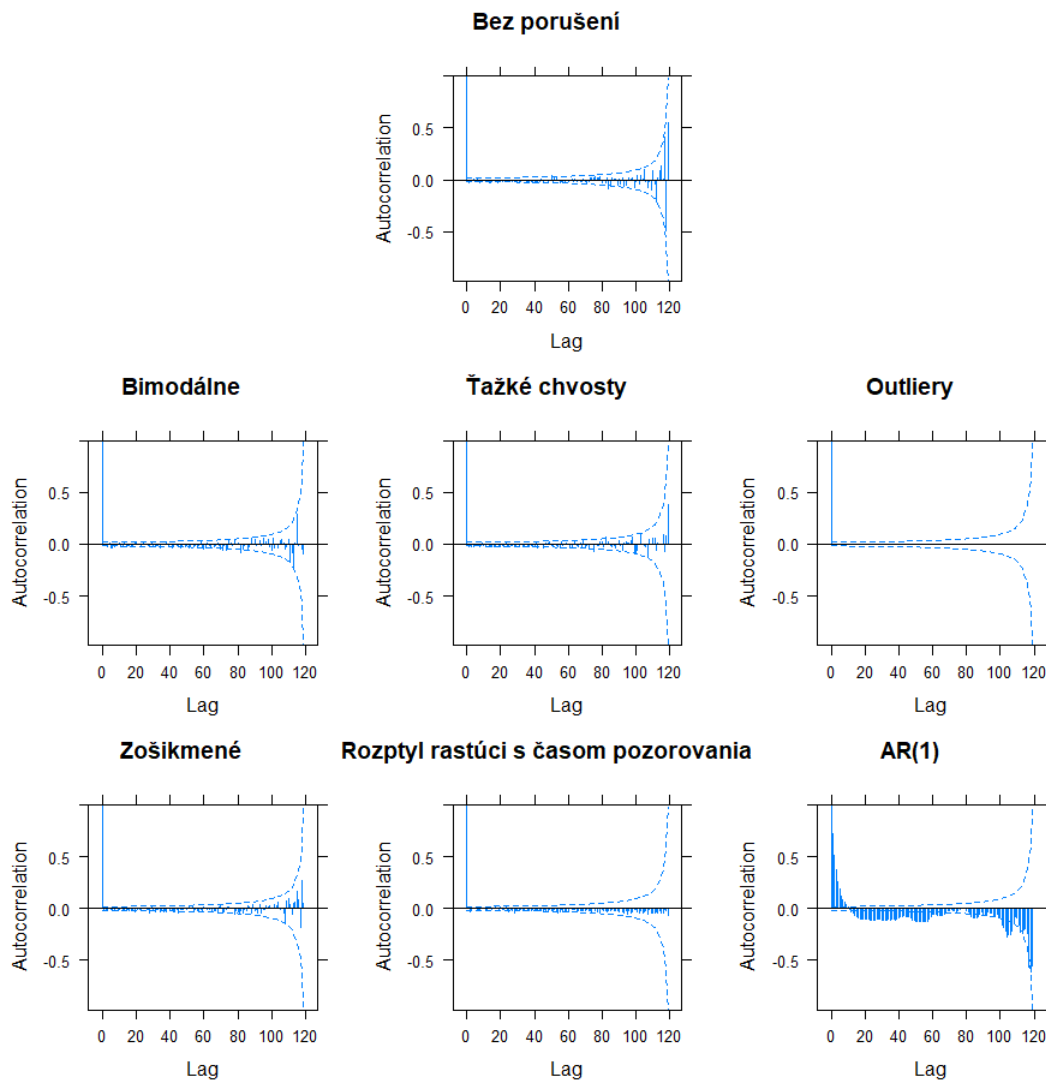 Bez porušení
Autocorrelation
0.5
0.0
-0.5
0 20 40 60 80 100 120
Lag
Bimodálne
Autocorrelation
0.5
0.0
-0.5
0 20 40 60 80 100 120
Lag
Ťažké chvosty
Autocorrelation
0.5
0.0
-0.5
0 20 40 60 80 100 120
Lag
Outliery
Autocorrelation
0.5
0.0
-0.5
0 20 40 60 80 100 120
Lag
Zošikmené
Autocorrelation
0.5
0.0
-0.5
0 20 40 60 80 100 120
Lag
Rozptyl rastúci s časom pozorovania
Autocorrelation
0.5
0.0
-0.5
0 20 40 60 80 100 120
Lag
AR(1)
Autocorrelation
0.5
0.0
-0.5
0 20 40 60 80 100 120
Lag